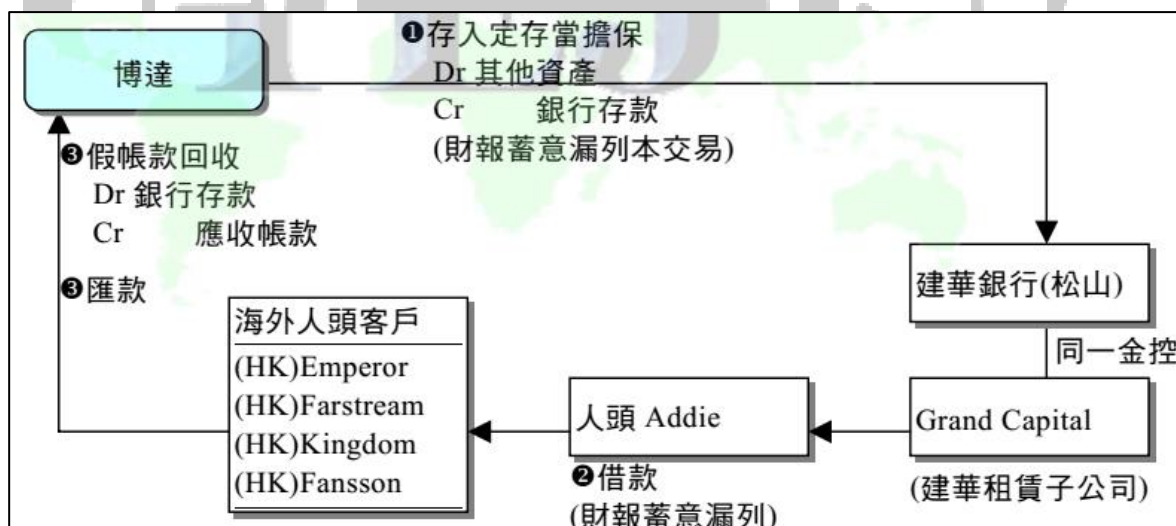 博達
❶存入定存當擔保
Dr 其他資產
Cr 銀行存款
(財報蓄意漏列本交易)
❸假帳款回收
Dr 銀行存款
Cr 應收帳款
❸匯款
海外人頭客戶
(HK)Emperor
(HK)Farstream
(HK)Kingdom
(HK)Fansson
人頭 Addie
❷借款
(財報蓄意漏列)
建華銀行(松山)
同一金控
Grand Capital
(建華租賃子公司)